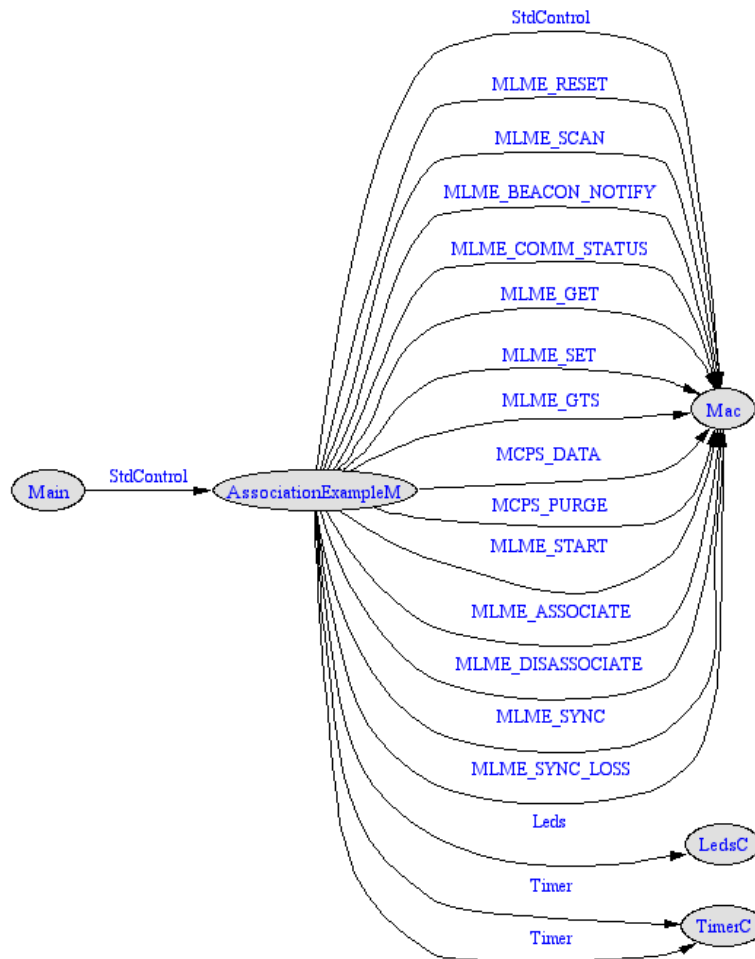 StdControl
MLME_RESET
MLME_SCAN
MLME_BEACON_NOTIFY
MLME_COMM_STATUS
MLME_GET
MLME_SET
MLME_GTS
Mac
MCPS_DATA
StdControl
Main
AssociationExampleM
MCPS_PURGE
MLME_START
MLME_ASSOCIATE
MLME_DISASSOCIATE
MLME_SYNC
MLME_SYNC_LOSS
Leds
LedsC
Timer
TimerC
Timer